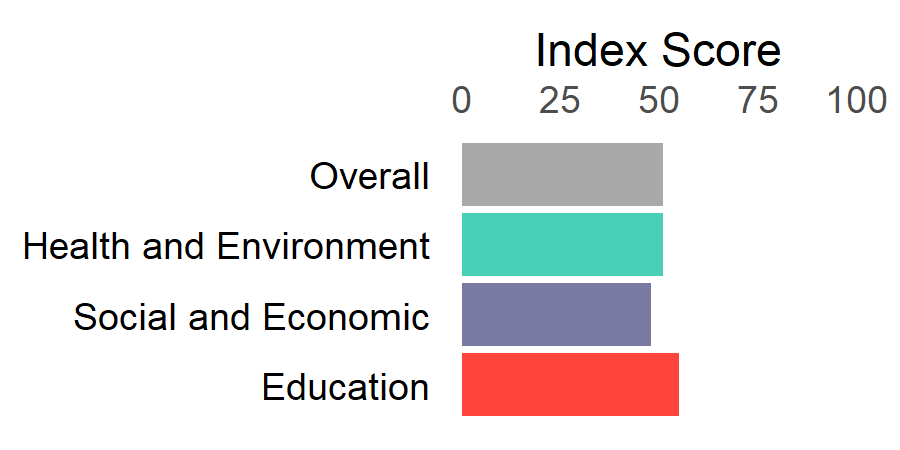 Index Score
0 25 50 75 100
Overall
Health and Environment
Social and Economic
Education